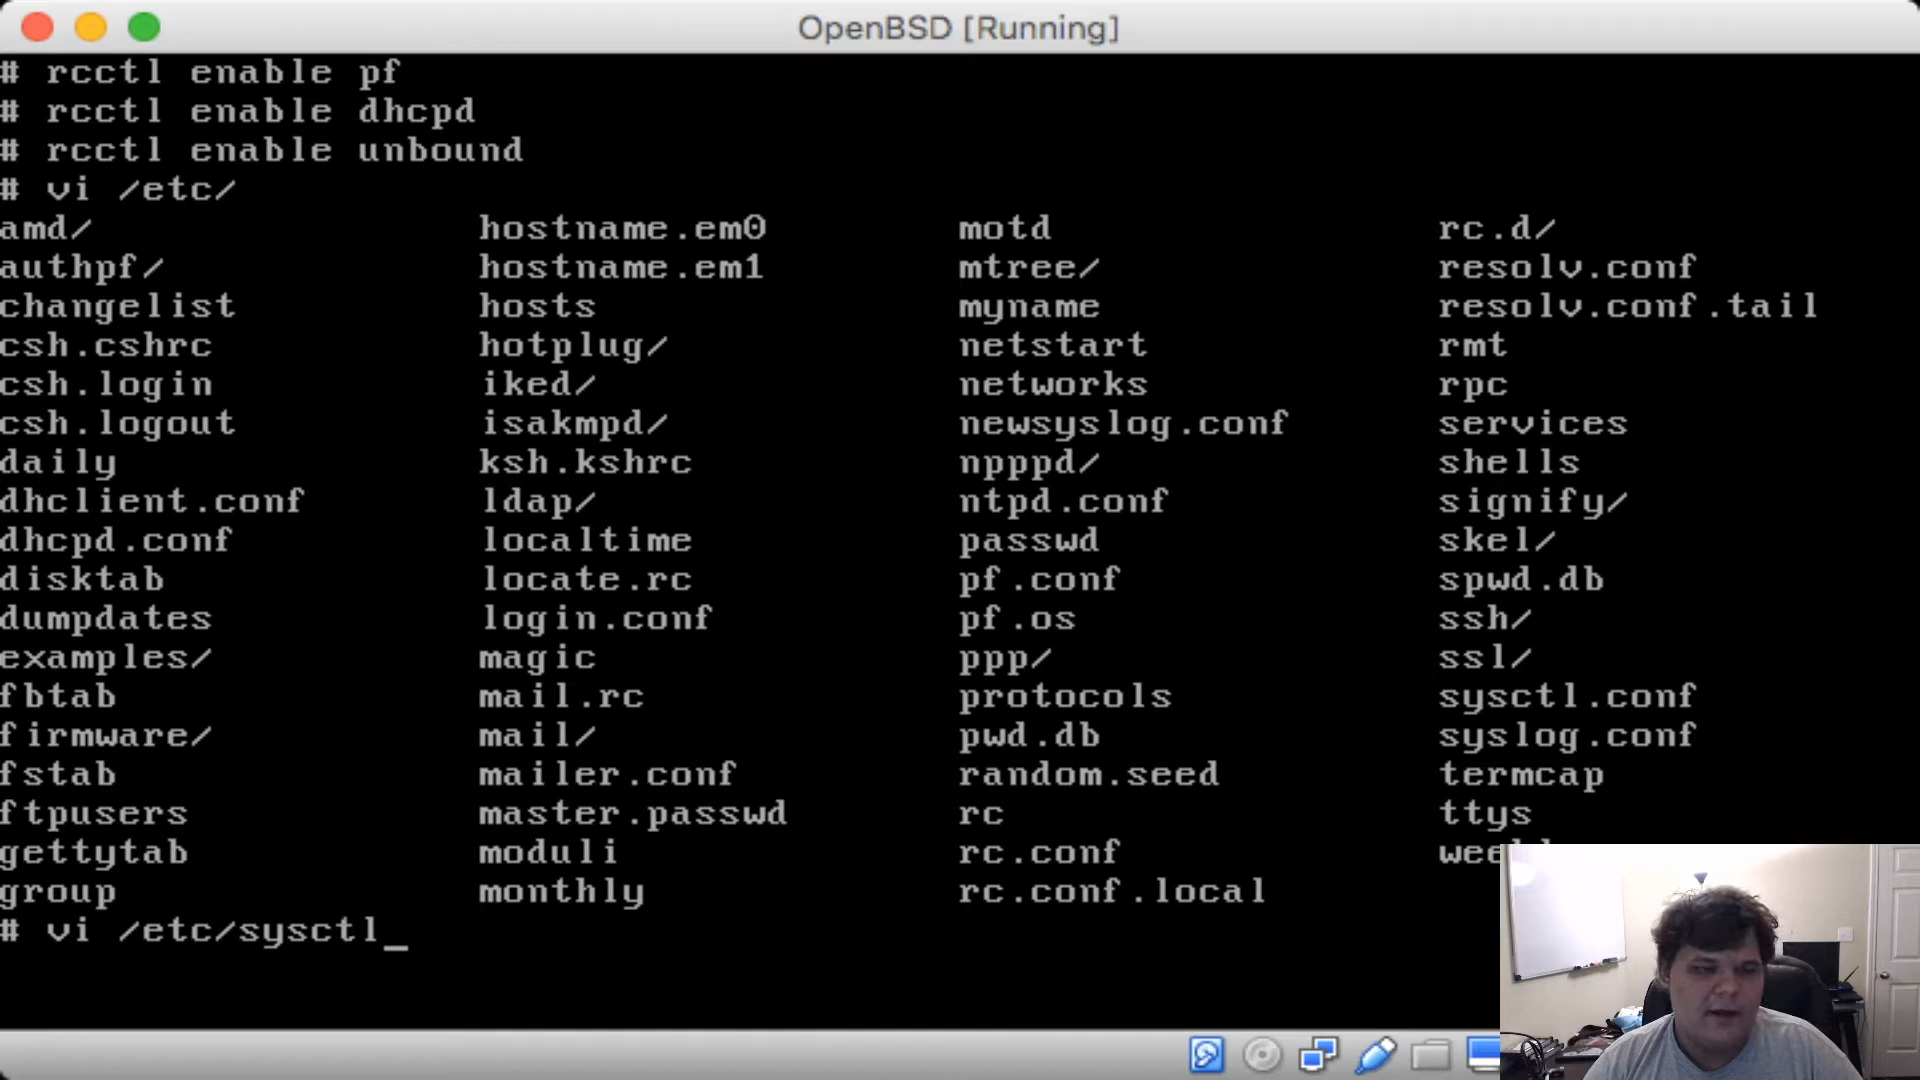 OpenBSD [Running]
# rcctl enable pf
# rcctl enable dhcpd
# rcctl enable unbound
# vi /etc/
amd/ hostname.em0 motd rc.d/
authpf/ hostname.em1 mtree/ resolv.conf
changelist hosts myname resolv.conf.tail
csh.cshrc hotplug/ netstart rmt
csh.login iked/ networks rpc
csh.logout isakmpd/ newsyslog.conf services
daily ksh.kshrc npppd/ shells
dhclient.conf ldap/ ntpd.conf signify/
dhcpd.conf localtime passwd skel/
disktab locate.rc pf.conf spwd.db
dumpdates login.conf pf.os ssh/
examples/ magic ppp/ ssl/
fbtab mail.rc protocols sysctl.conf
firmware/ mail/ pwd.db syslog.conf
fstab mailer.conf random.seed termcap
ftpusers master.passwd rc ttys
gettytab moduli rc.conf
group monthly rc.conf.local
# vi /etc/sysctl_